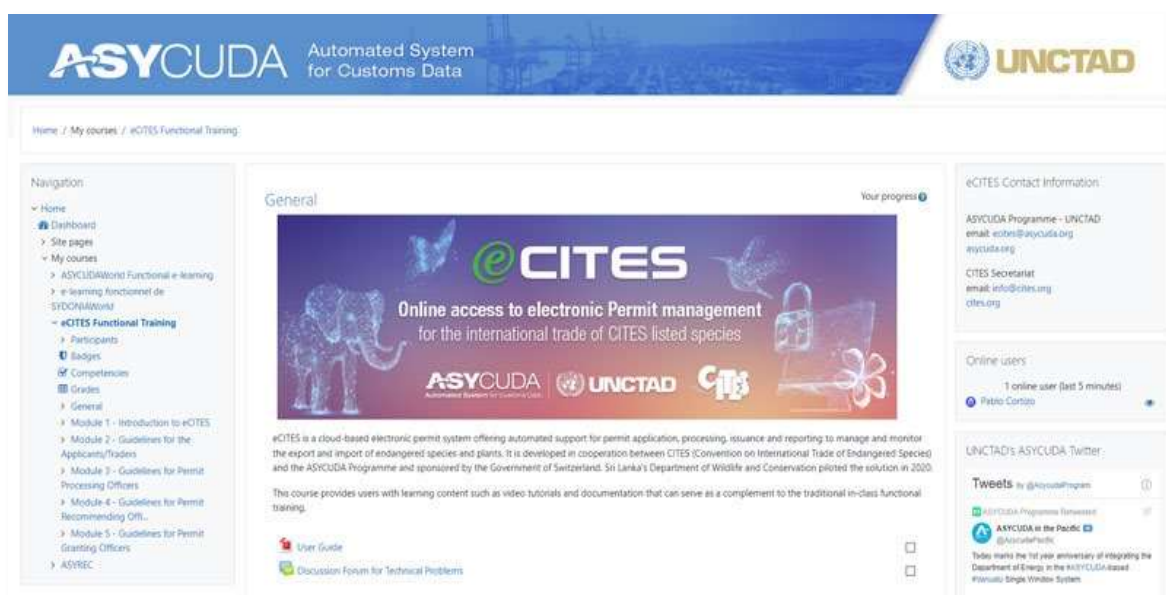 ASYCUDA
Automated System
for Customs Data
UNCTAD
Home / My courses / eCITES Functional Training
Navigation
Home
Dashboard
Site pages
My courses
ASYCUDAWorld Functional e-learning
e-learning fonctionnel de
SYDONIAWorld
eCITES Functional Training
Participants
Badges
Competencies
Grades
General
Module 1 - Introduction to eCITES
Module 2 - Guidelines for the
Applicants/Traders
Module 3 - Guidelines for Permit
Processing Officers
Module 4 - Guidelines for Permit
Recommending Offi...
Module 5 - Guidelines for Permit
Granting Officers
ASYREC
General
Your progress
eCITES
Online access to electronic Permit management
for the international trade of CITES listed species
ASYCUDA
Automated System for Customs Data
UNCTAD
CITES
eCITES is a cloud-based electronic permit system offering automated support for permit application, processing, issuance and reporting to manage and monitor
the export and import of endangered species and plants. It is developed in cooperation between CITES (Convention on International Trade of Endangered Species)
and the ASYCUDA Programme and sponsored by the Government of Switzerland. Sri Lanka's Department of Wildlife and Conservation piloted the solution in 2020.
This course provides users with learning content such as video tutorials and documentation that can serve as a complement to the traditional in-class functional
training.
User Guide
Discussion Forum for Technical Problems
eCITES Contact Information
ASYCUDA Programme - UNCTAD
email: ecites@asycuda.org
asycuda.org
CITES Secretariat
email: info@cites.org
cites.org
Online users
1 online user (last 5 minutes)
Pablo Cortizo
UNCTAD's ASYCUDA Twitter
Tweets by @AsycudaProgram
ASYCUDA Programme Retweeted
ASYCUDA in the Pacific
@AsycudaPacific
Today marks the 1st year anniversary of integrating the
Department of Energy in the #ASYCUDA-based
#Vanuatu Single Window System